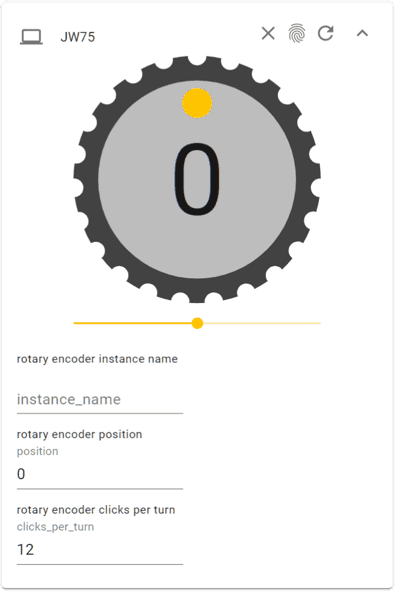 JW75
0
rotary encoder instance name
instance_name
rotary encoder position
position
0
rotary encoder clicks per turn
clicks_per_turn
12